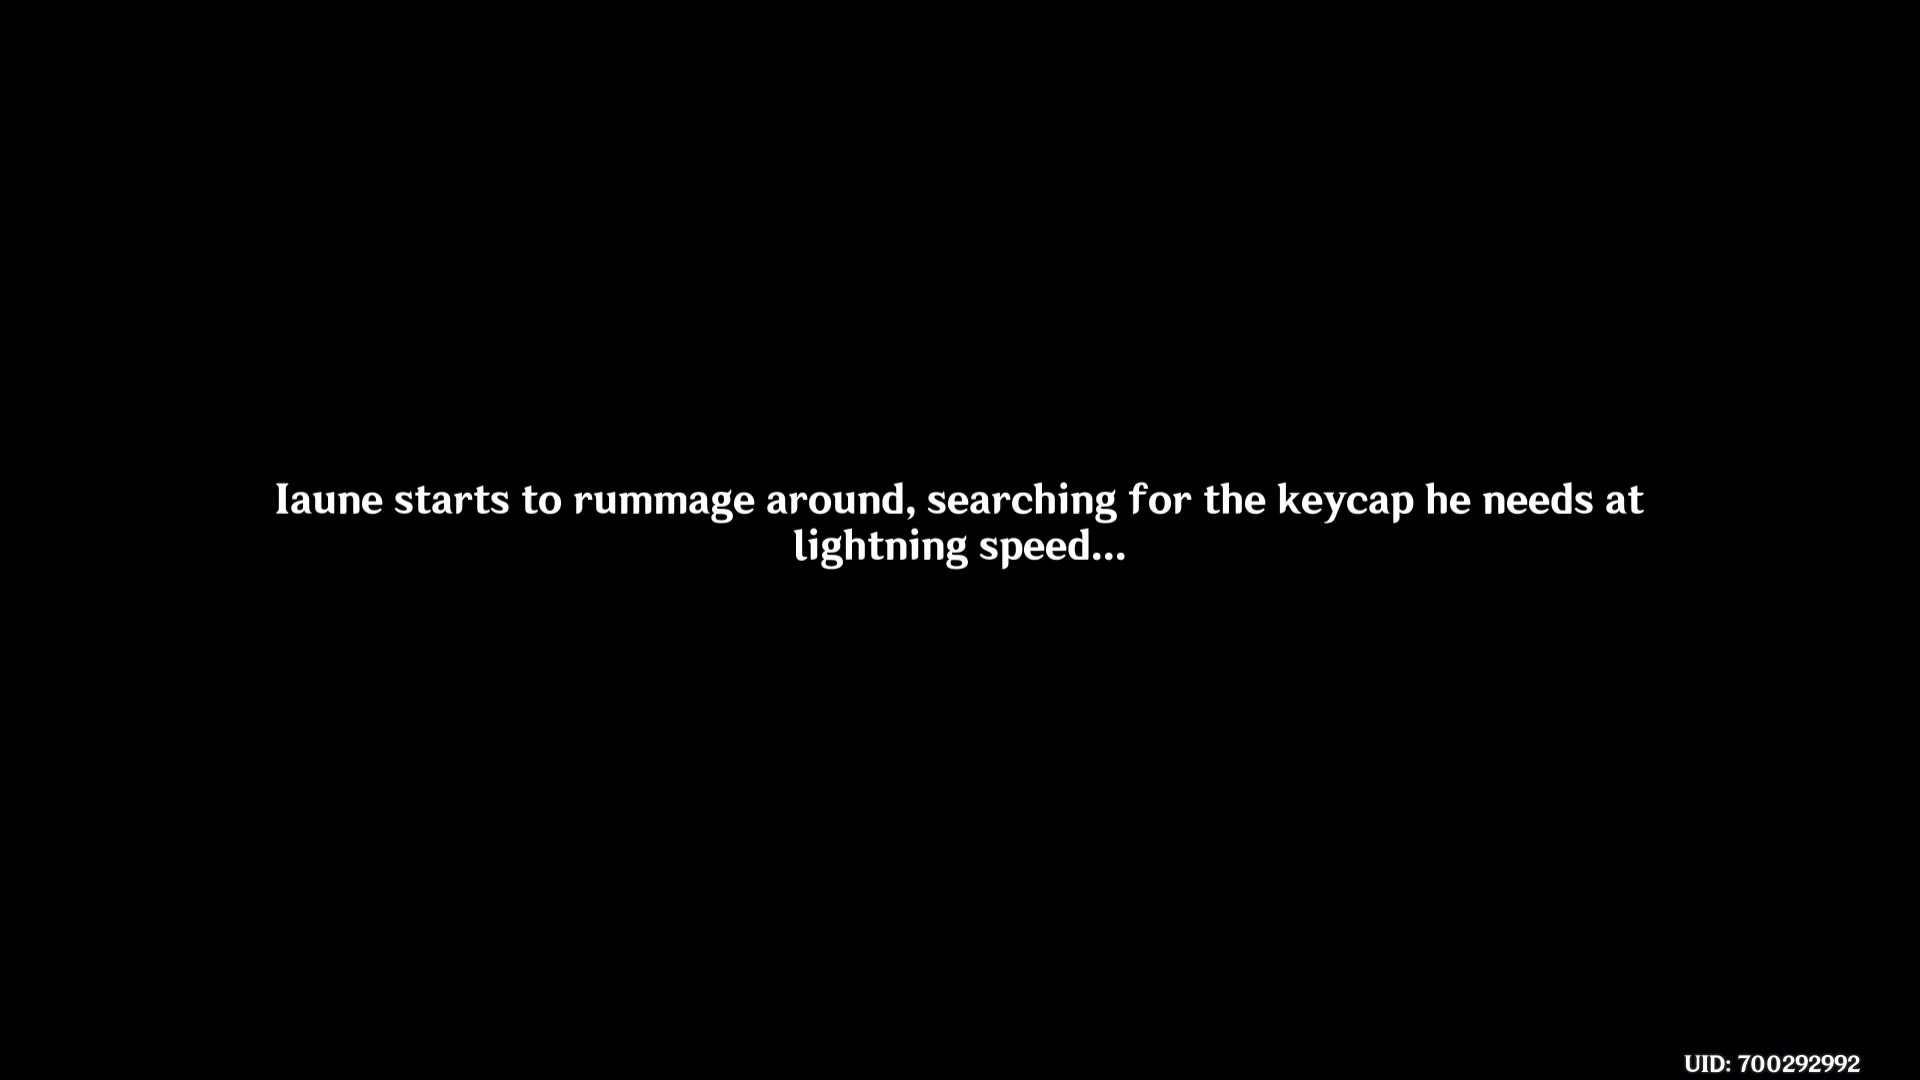 Iaune starts to rummage around, searching for the keycap he needs at
lightning speed...
UID: 700292992